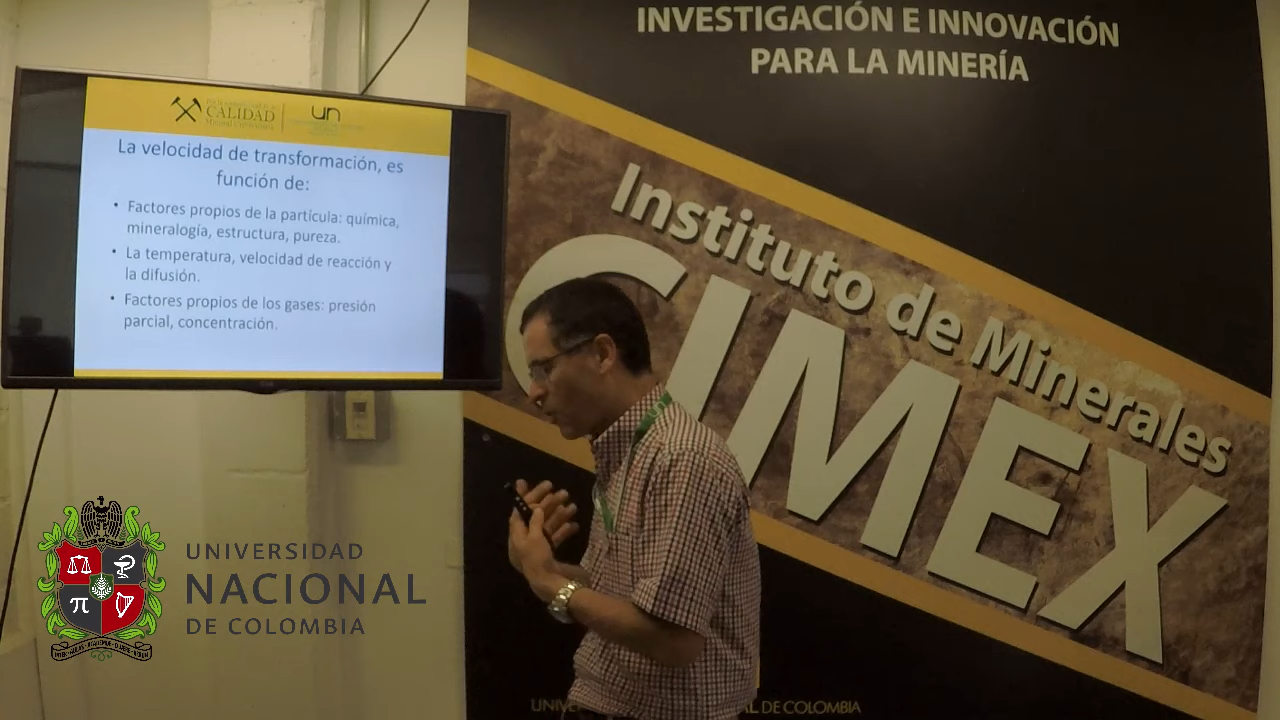 INVESTIGACIÓN E INNOVACIÓN
PARA LA MINERÍA
CALIDAD
un
La velocidad de transformación, es
función de:
• Factores propios de la partícula: química,
mineralogía, estructura, pureza.
• La temperatura, velocidad de reacción y
la difusión.
• Factores propios de los gases: presión
parcial, concentración.
Instituto de Minerales
CIMEX
UNIVERSIDAD
NACIONAL
DE COLOMBIA
DE COLOMBIA